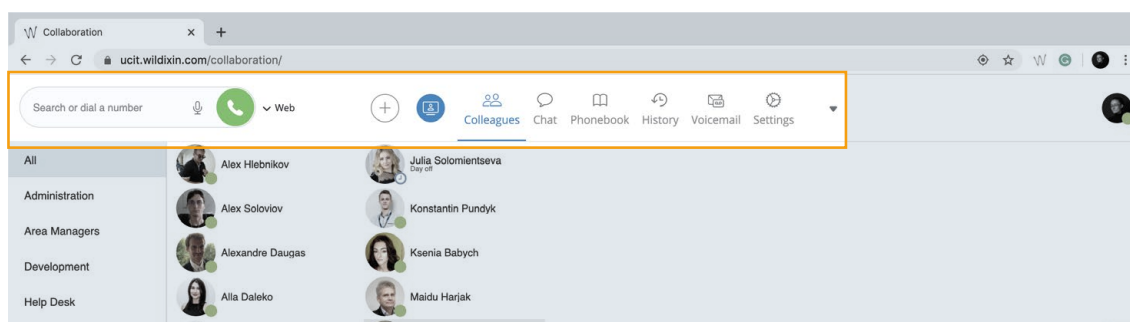 Collaboration
ucit.wildixin.com/collaboration/
Search or dial a number
Web
Colleagues Chat Phonebook History Voicemail Settings
All
Alex Hlebnikov
Julia Solomientseva
Day off
Administration
Alex Soloviov
Konstantin Pundyk
Area Managers
Alexandre Daugas
Ksenia Babych
Development
Help Desk
Alla Daleko
Maidu Harjak